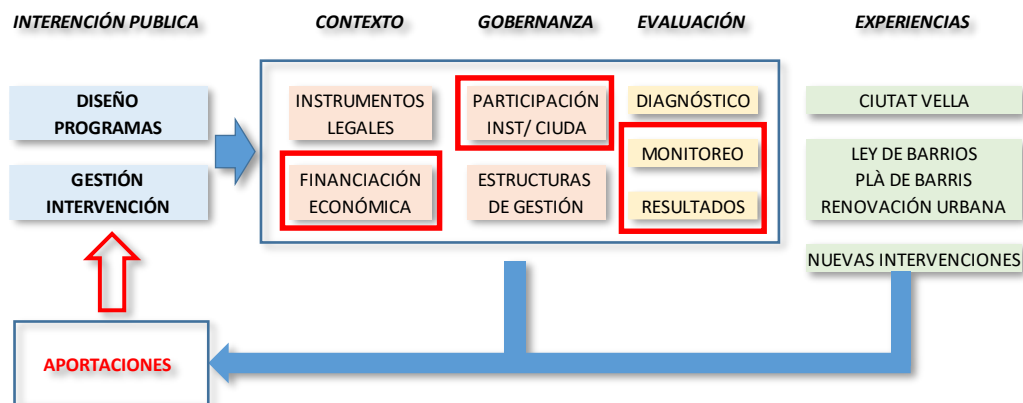 INTERENCIÓN PUBLICA
CONTEXTO
GOBERNANZA
EVALUACIÓN
EXPERIENCIAS
DISEÑO
PROGRAMAS
GESTIÓN
INTERVENCIÓN
INSTRUMENTOS
LEGALES
FINANCIACIÓN
ECONÓMICA
PARTICIPACIÓN
INST/ CIUDA
ESTRUCTURAS
DE GESTIÓN
DIAGNÓSTICO
MONITOREO
RESULTADOS
CIUTAT VELLA
LEY DE BARRIOS
PLÀ DE BARRIS
RENOVACIÓN URBANA
NUEVAS INTERVENCIONES
APORTACIONES